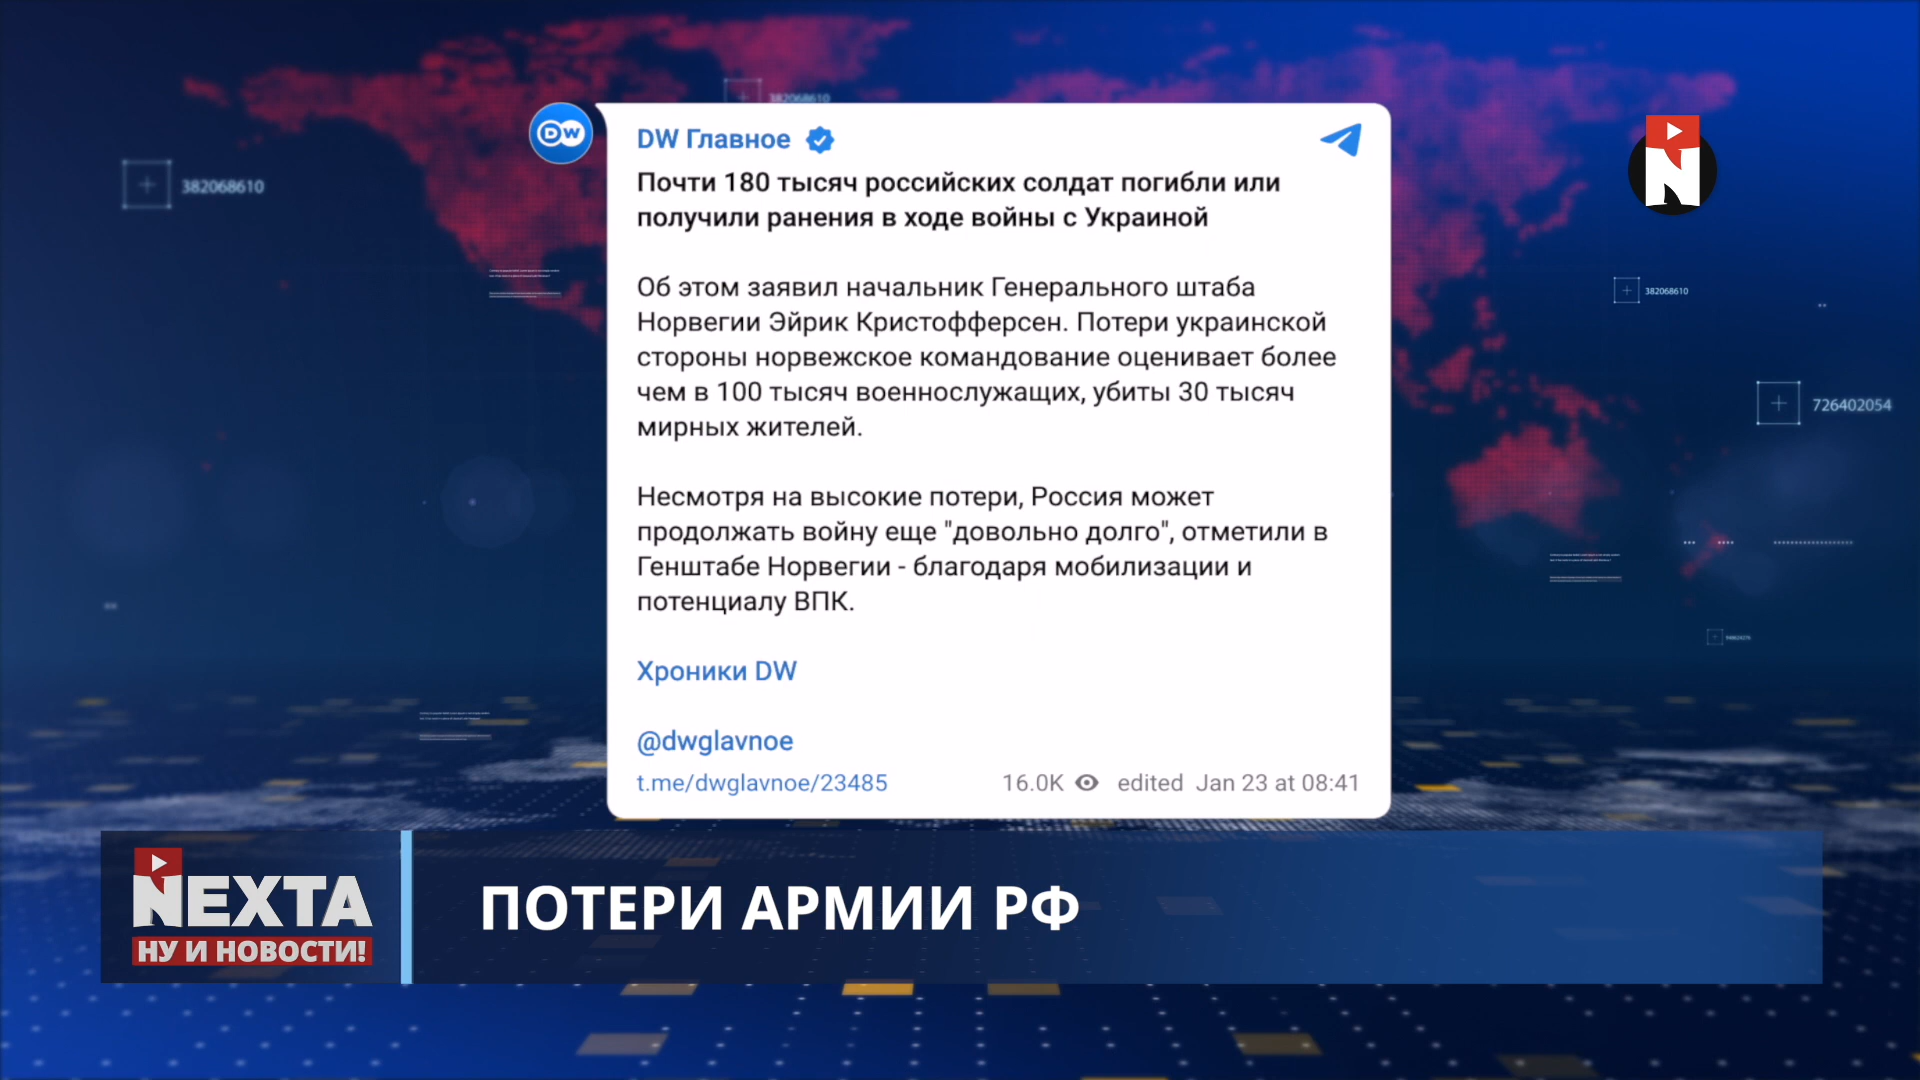 382068610
382068610
DW
DW Главное
Почти 180 тысяч российских солдат погибли или
получили ранения в ходе войны с Украиной
Об этом заявил начальник Генерального штаба
Норвегии Эйрик Кристофферсен. Потери украинской
стороны норвежское командование оценивает более
чем в 100 тысяч военнослужащих, убиты 30 тысяч
мирных жителей.
Несмотря на высокие потери, Россия может
продолжать войну еще "довольно долго", отметили в
Генштабе Норвегии - благодаря мобилизации и
потенциалу ВПК.
Хроники DW
@dwglavnoe
t.me/dwglavnoe/23485 16.0K edited Jan 23 at 08:41
N
382068610
726402054
NEXTA
НУ И НОВОСТИ!
ПОТЕРИ АРМИИ РФ